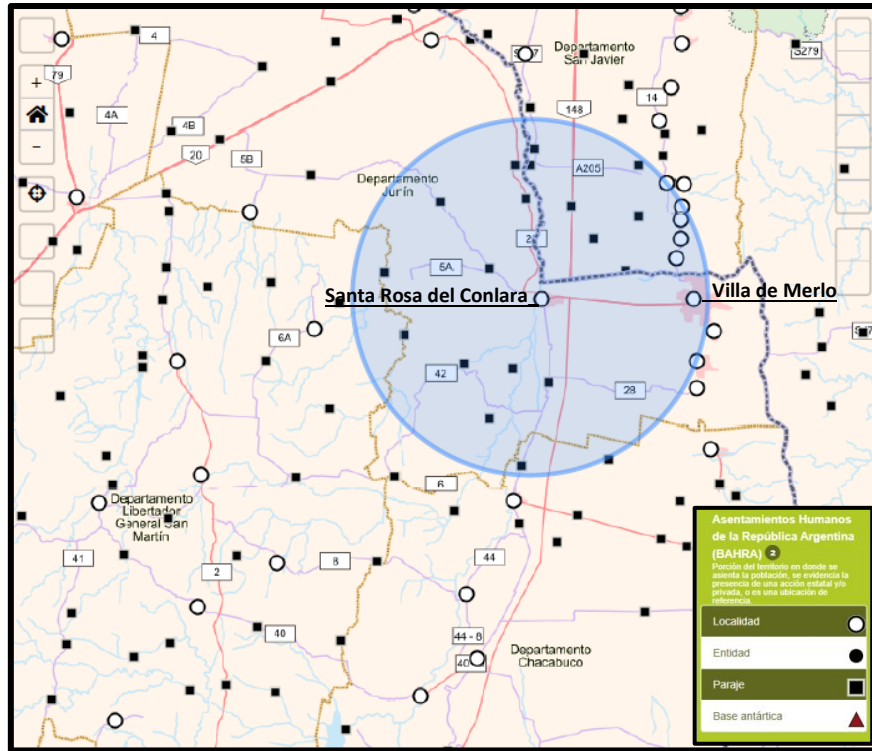 4
79
4A
4B
20
5B
Departamento
San Javier
S279
14
148
A205
Departamento
Junín
2
5A
Santa Rosa del Conlara
Villa de Merlo
6A
42
28
6
Departamento
Libertador
General San
Martín
41
2
8
44
40
44 - 8
40
Departamento
Chacabuco
+
−
Asentamientos Humanos
de la República Argentina
(BAHRA) 2
Porción del territorio en donde se
asienta la población, se evidencia la
presencia de una acción estatal y/o
privada, o es una ubicación de
referencia.
Localidad
Entidad
Paraje
Base antártica